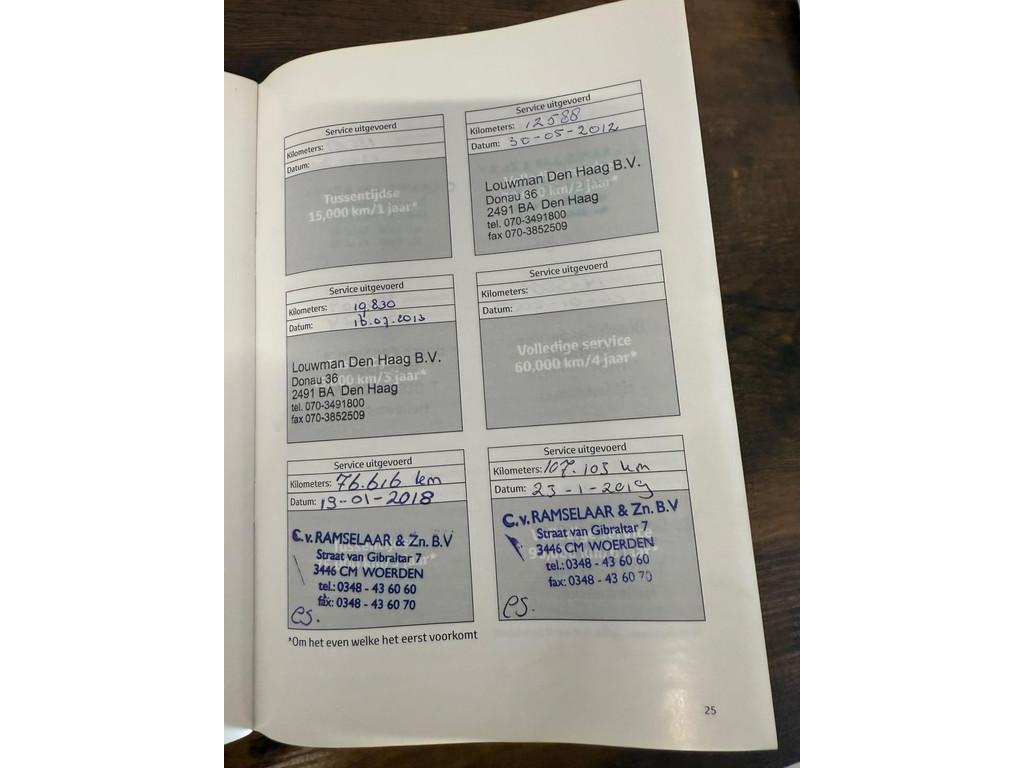 Service uitgevoerd
Kilometers:
Datum:
Tussentijdse
15,000 km/1 jaar*
Service uitgevoerd
Kilometers: 12588
Datum: 30-05-2012
Louwman Den Haag B.V.
Donau 36 km/2 jaar*
2491 BA Den Haag
tel. 070-3491800
fax 070-3852509
Service uitgevoerd
Kilometers: 19.830
Datum: 16.07.2013
Louwman Den Haag B.V.
Donau 36
000 km/3 jaar*
2491 BA Den Haag
tel. 070-3491800
fax 070-3852509
Service uitgevoerd
Kilometers:
Datum:
Volledige service
60,000 km/4 jaar*
Service uitgevoerd
Kilometers: 76.616 km
Datum: 19-01-2018
C.v. RAMSELAAR & Zn. B.V
Straat van Gibraltar 7
3446 CM WOERDEN
tel.: 0348 - 43 60 60
fax: 0348 - 43 60 70
Service uitgevoerd
Kilometers: 107.105 km
Datum: 23-1-2019
C.v. RAMSELAAR & Zn. B.V
Straat van Gibraltar 7
3446 CM WOERDEN
tel.: 0348 - 43 60 60
fax: 0348 - 43 60 70
*Om het even welke het eerst voorkomt
25